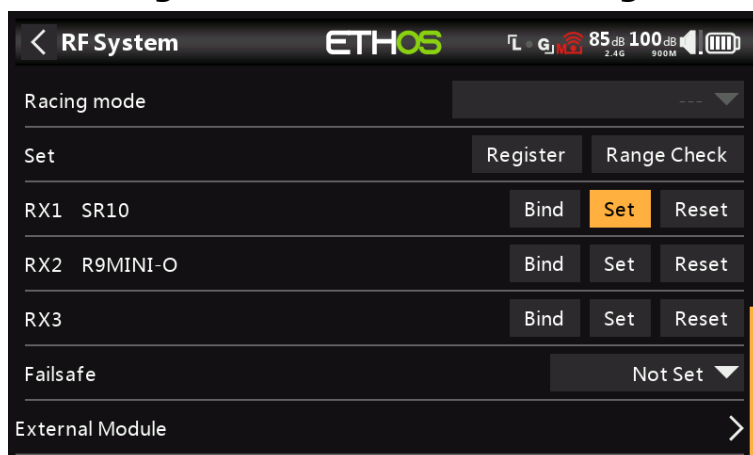 RF System ETHOS L G M 85dB 2.4G 100dB 900M
Racing mode ---
Set Register Range Check
RX1 SR10 Bind Set Reset
RX2 R9MINI-O Bind Set Reset
RX3 Bind Set Reset
Failsafe Not Set
External Module